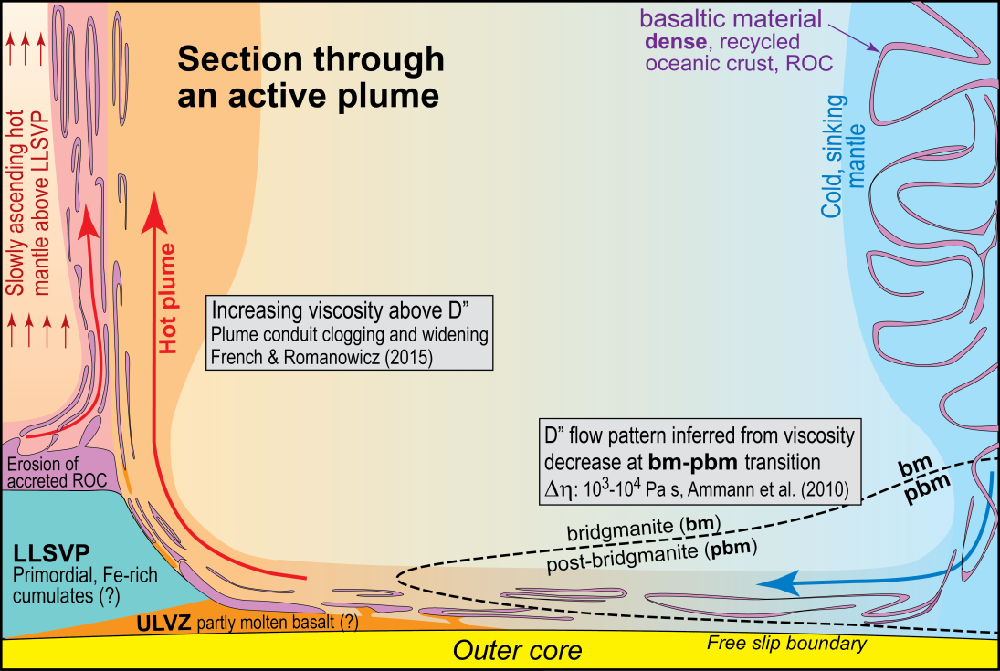 Section through
an active plume
basaltic material
dense, recycled
oceanic crust, ROC
Slowly ascending hot
mantle above LLSVP
Cold, sinking
mantle
Hot plume
Increasing viscosity above D”
Plume conduit clogging and widening
French & Romanowicz (2015)
D” flow pattern inferred from viscosity
decrease at bm-pbm transition
Δη: 10³-10⁴ Pa s, Ammann et al. (2010)
bm
pbm
bridgmanite (bm)
post-bridgmanite (pbm)
Erosion of
accreted ROC
LLSVP
Primordial, Fe-rich
cumulates (?)
ULVZ partly molten basalt (?)
Outer core
Free slip boundary